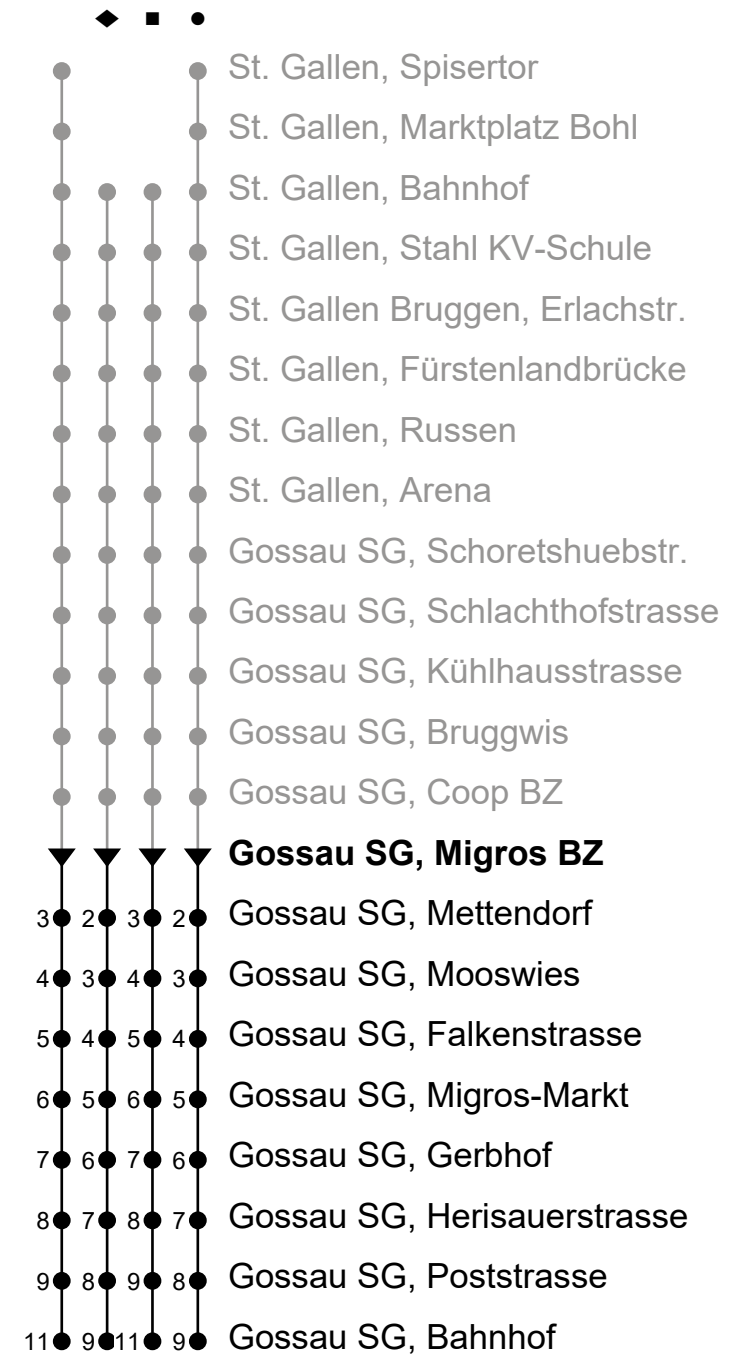 St. Gallen, Spisertor
St. Gallen, Marktplatz Bohl
St. Gallen, Bahnhof
St. Gallen, Stahl KV-Schule
St. Gallen Bruggen, Erlachstr.
St. Gallen, Fürstenlandbrücke
St. Gallen, Russen
St. Gallen, Arena
Gossau SG, Schoretshuebstr.
Gossau SG, Schlachthofstrasse
Gossau SG, Kühlhausstrasse
Gossau SG, Bruggwis
Gossau SG, Coop BZ
Gossau SG, Migros BZ
3 2 3 2 Gossau SG, Mettendorf
4 3 4 3 Gossau SG, Mooswies
5 4 5 4 Gossau SG, Falkenstrasse
6 5 6 5 Gossau SG, Migros-Markt
7 6 7 6 Gossau SG, Gerbhof
8 7 8 7 Gossau SG, Herisauerstrasse
9 8 9 8 Gossau SG, Poststrasse
11 9 11 9 Gossau SG, Bahnhof